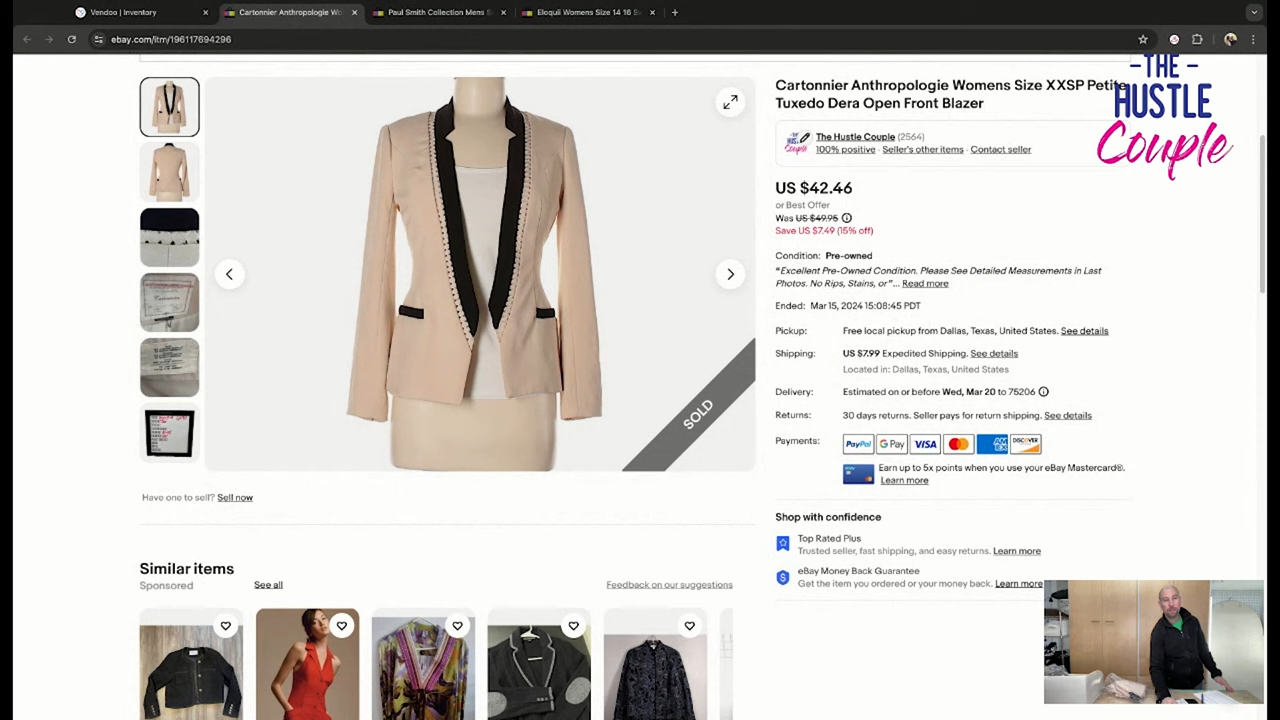 Vendoo | Inventory
Cartonnier Anthropologie Wo
Paul Smith Collection Mens S
Eloquii Womens Size 14 16 S
ebay.com/itm/196117694296
-THE-
HUSTLE
Couple
Cartonnier Anthropologie Womens Size XXSP Petite
Tuxedo Dera Open Front Blazer
The Hustle Couple (2564)
100% positive · Seller's other items · Contact seller
US $42.46
or Best Offer
Was US $49.95
Save US $7.49 (15% off)
Condition: Pre-owned
"Excellent Pre-Owned Condition. Please See Detailed Measurements in Last
Photos. No Rips, Stains, or"... Read more
Ended: Mar 15, 2024 15:08:45 PDT
Pickup: Free local pickup from Dallas, Texas, United States. See details
Shipping: US $7.99 Expedited Shipping. See details
Located in: Dallas, Texas, United States
Delivery: Estimated on or before Wed, Mar 20 to 75206
Returns: 30 days returns. Seller pays for return shipping. See details
Payments: PayPal G Pay VISA MasterCard AM EX DISCOVER
Earn up to 5x points when you use your eBay Mastercard®.
Learn more
SOLD
Have one to sell? Sell now
Shop with confidence
Top Rated Plus
Trusted seller, fast shipping, and easy returns. Learn more
eBay Money Back Guarantee
Get the item you ordered or your money back. Learn more
Similar items
Sponsored
See all
Feedback on our suggestions